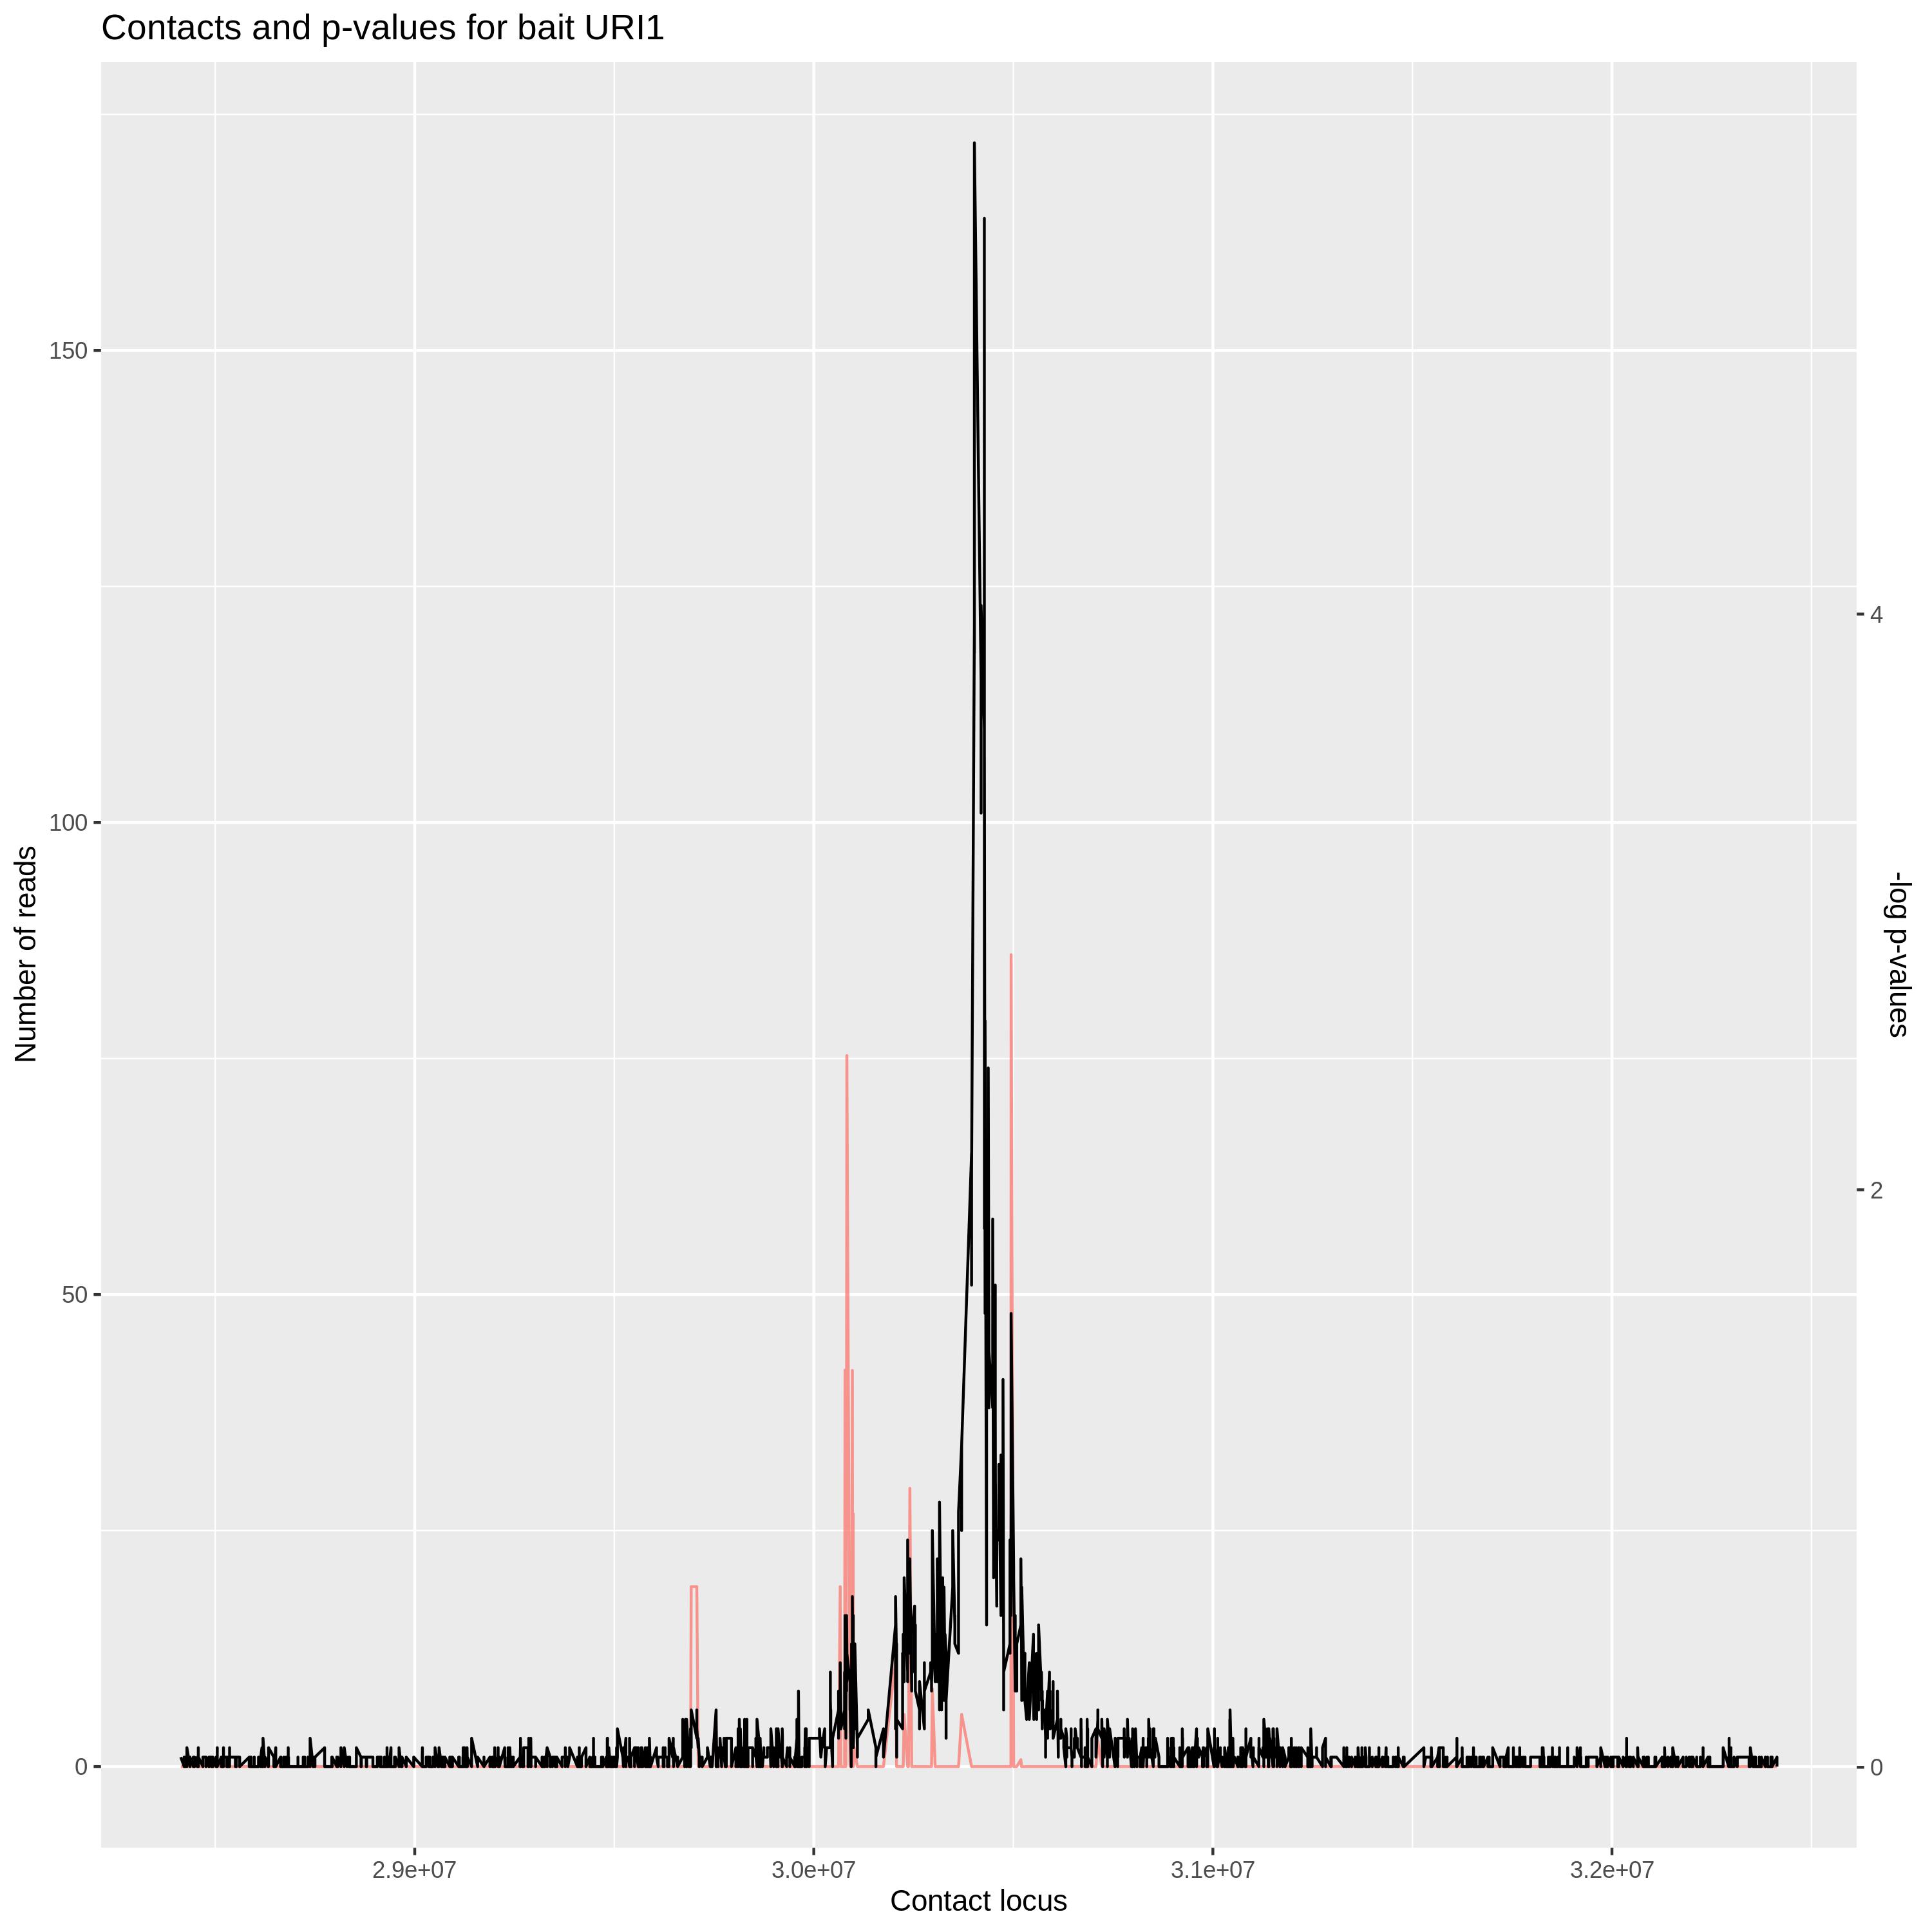 Contacts and p-values for bait URI1
150
100
50
0
Number of reads
4
2
0
-log p-values
2.9e+07
3.0e+07
3.1e+07
3.2e+07
Contact locus